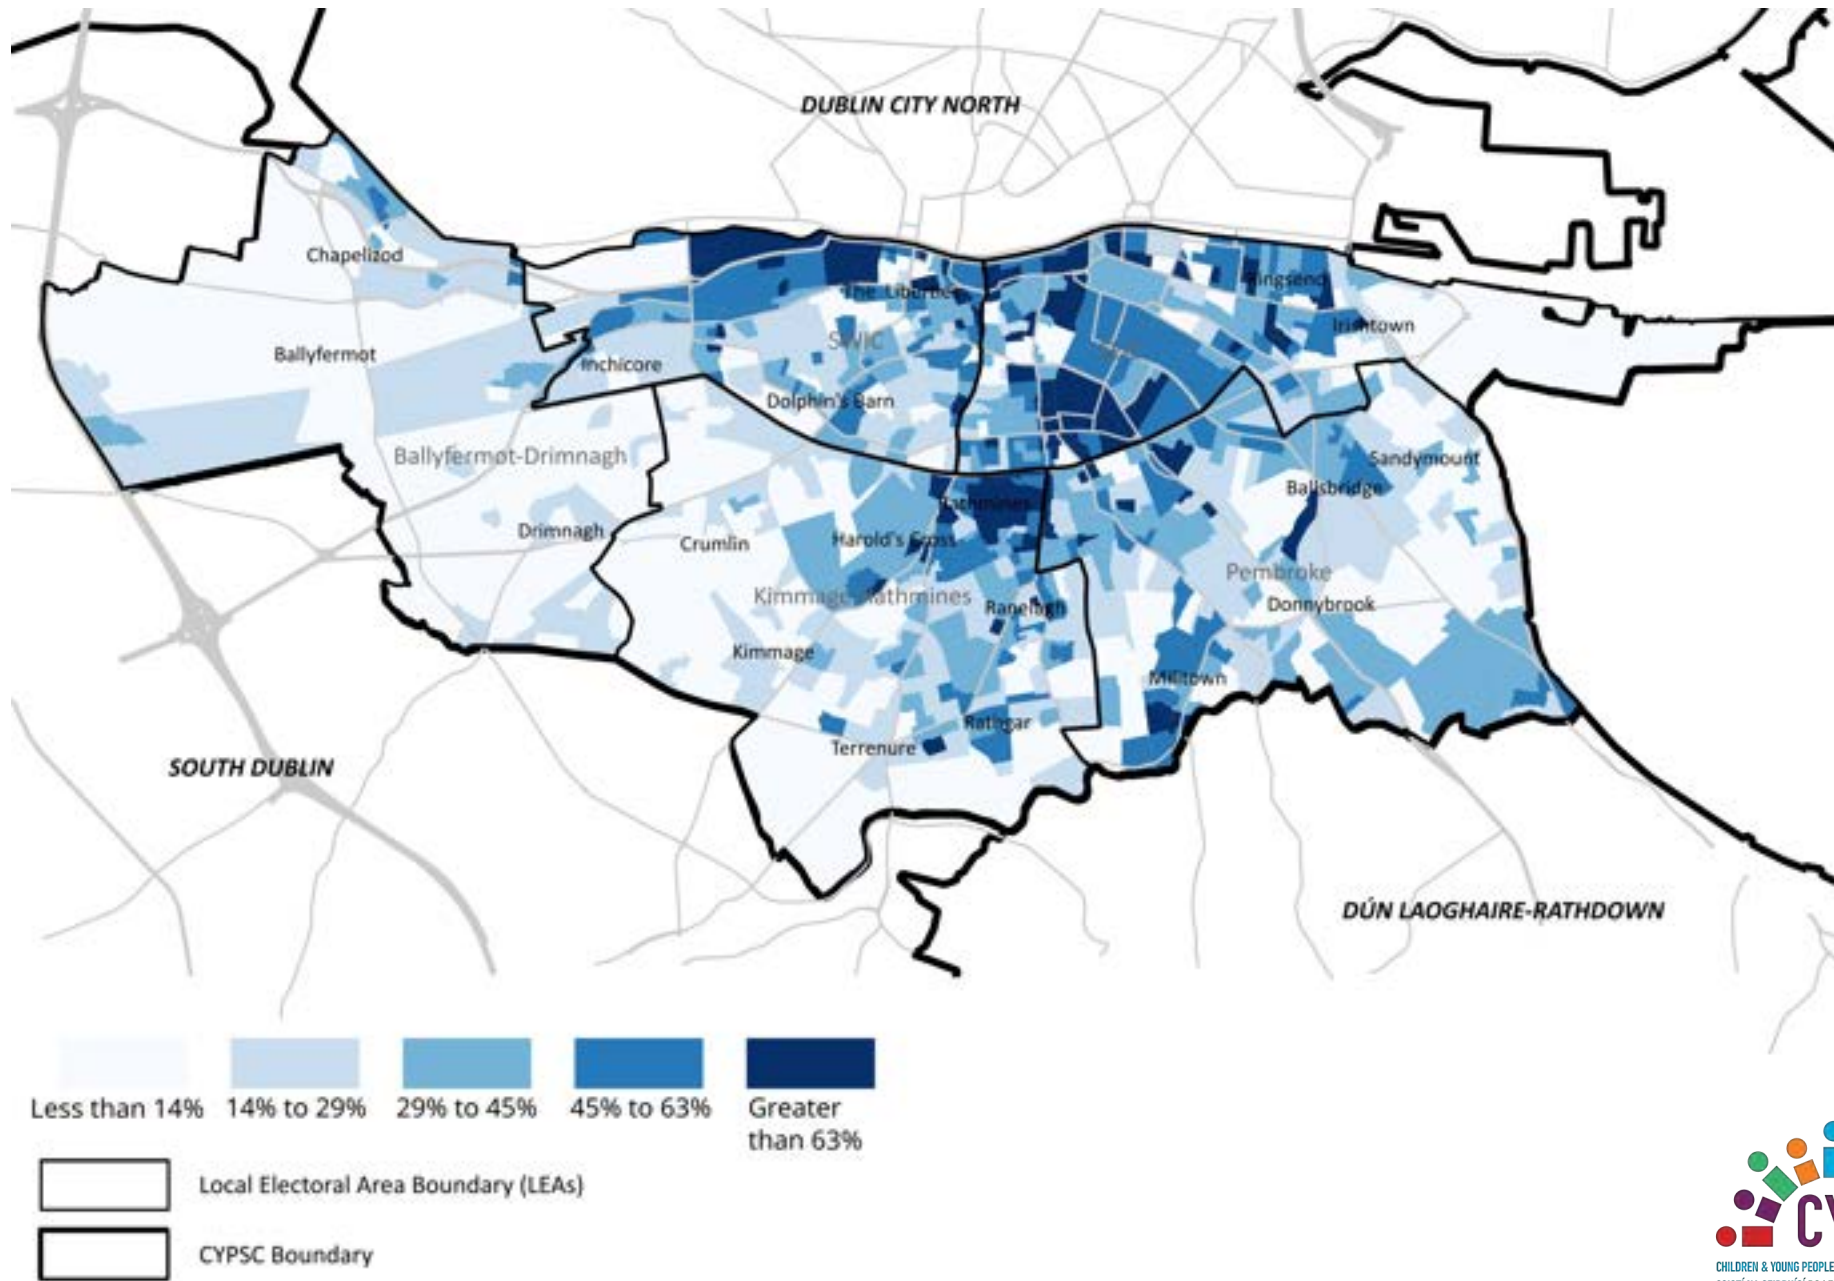 DUBLIN CITY NORTH
Chapelizod
The Liberties
Ringsend
Irishtown
SWIC
Ballyfermot
Inchicore
Dolphin's Barn
Ballyfermot-Drimnagh
Sandymount
Ballsbridge
Rathmines
Drimnagh
Crumlin
Harold's Cross
Pembroke
Kimmage-Rathmines
Ranelagh
Donnybrook
Kimmage
Milltown
Rathgar
Terrenure
SOUTH DUBLIN
DÚN LAOGHAIRE-RATHDOWN
Less than 14%
14% to 29%
29% to 45%
45% to 63%
Greater
than 63%
Local Electoral Area Boundary (LEAs)
CYPSC Boundary
CHILDREN & YOUNG PEOPLE